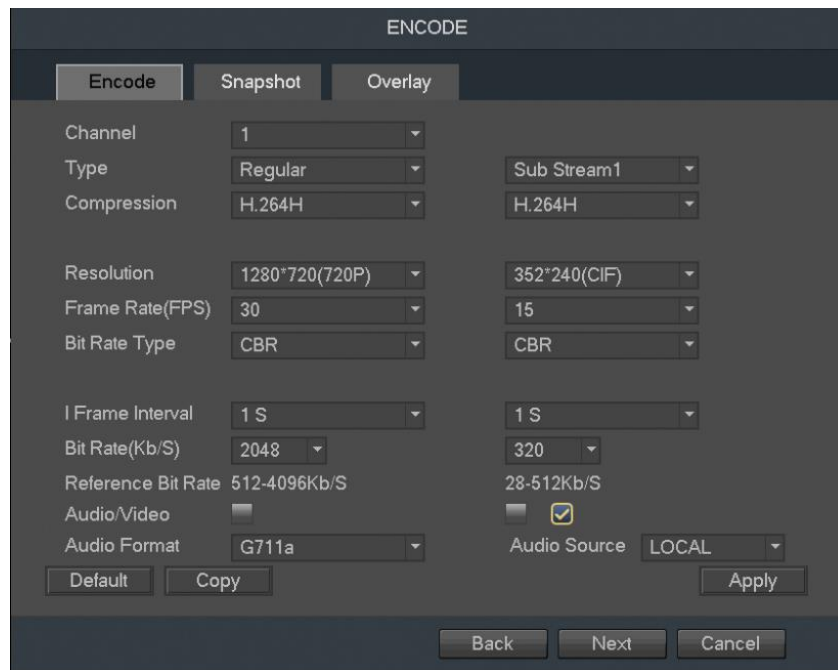 ENCODE
Encode Snapshot Overlay
Channel 1
Type Regular Sub Stream1
Compression H.264H H.264H
Resolution 1280*720(720P) 352*240(CIF)
Frame Rate(FPS) 30 15
Bit Rate Type CBR CBR
I Frame Interval 1 S 1 S
Bit Rate(Kb/S) 2048 320
Reference Bit Rate 512-4096Kb/S 28-512Kb/S
Audio/Video
Audio Format G711a Audio Source LOCAL
Default Copy Apply
Back Next Cancel